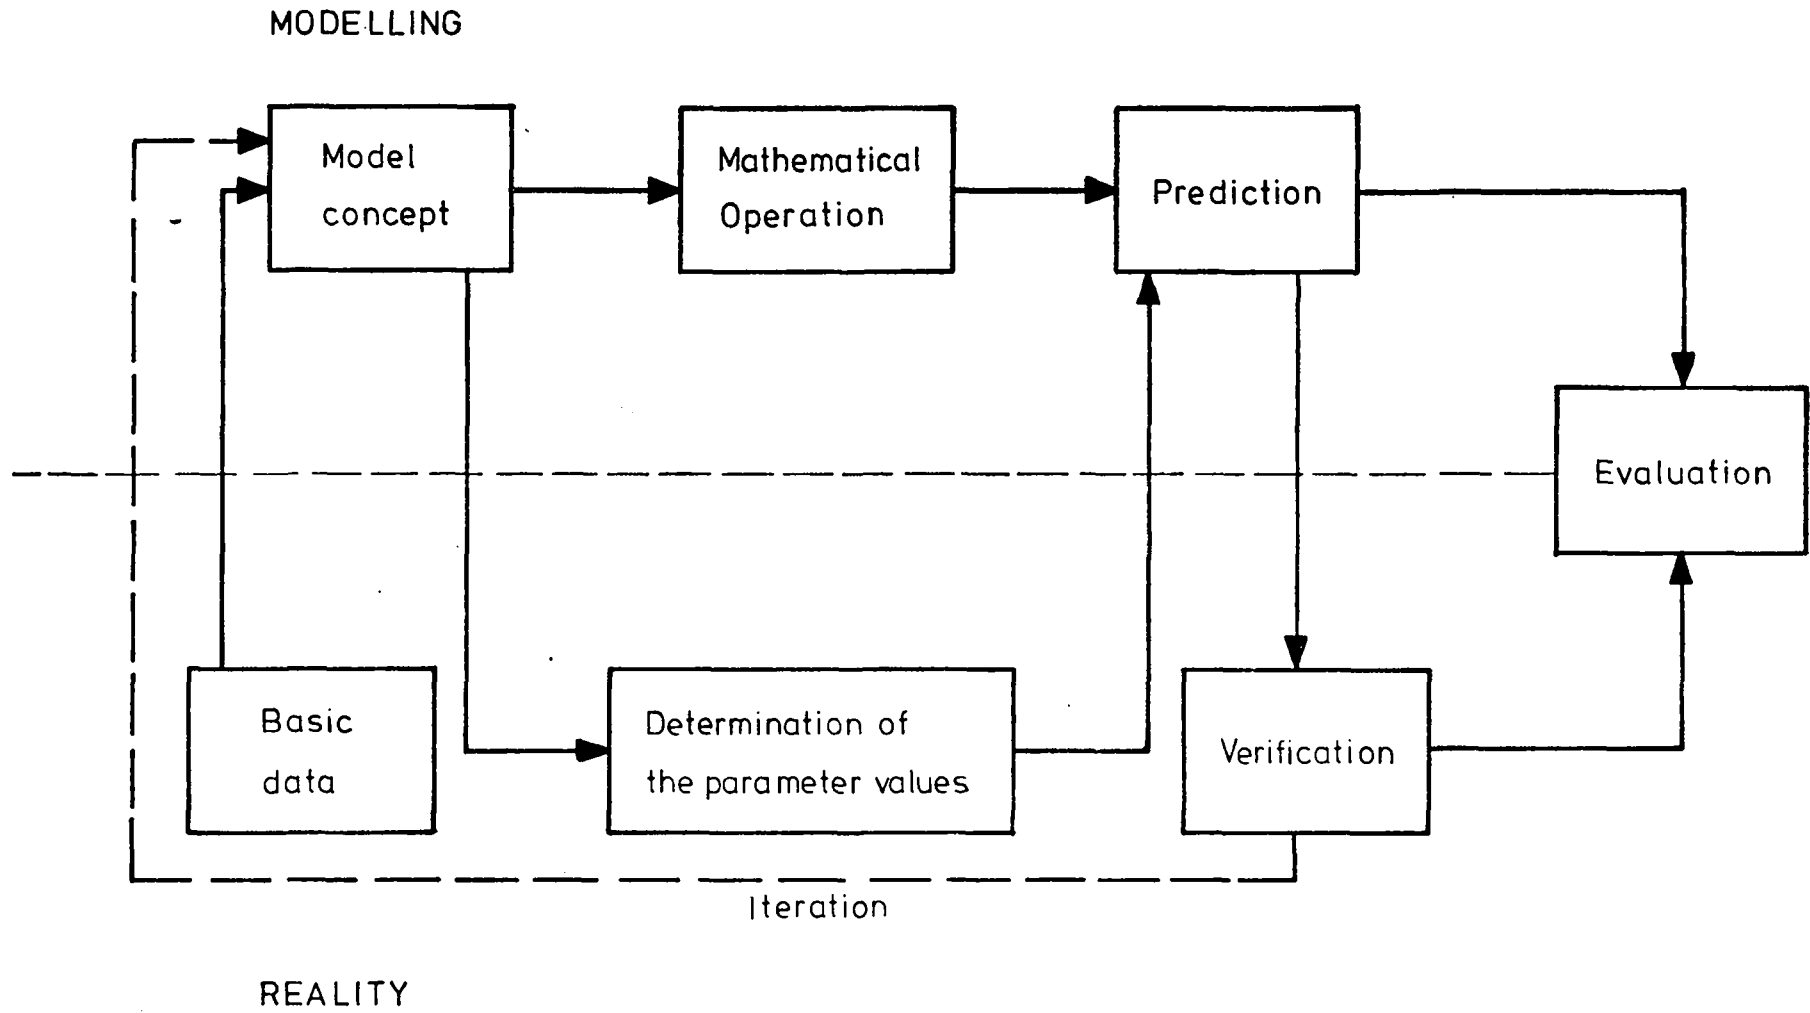 MODELLING
Model
concept
Mathematical
Operation
Prediction
Evaluation
Basic
data
Determination of
the parameter values
Verification
Iteration
REALITY